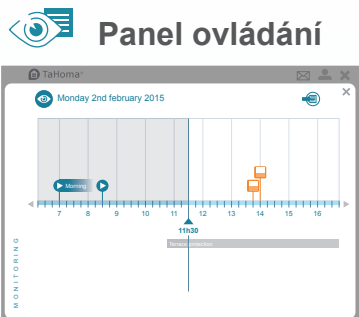 Panel ovládání
TaHoma®
Monday 2nd february 2015
Morning
7 8 9 10 11 12 13 14 15 16
11h30
Terrace protection
MONITORING